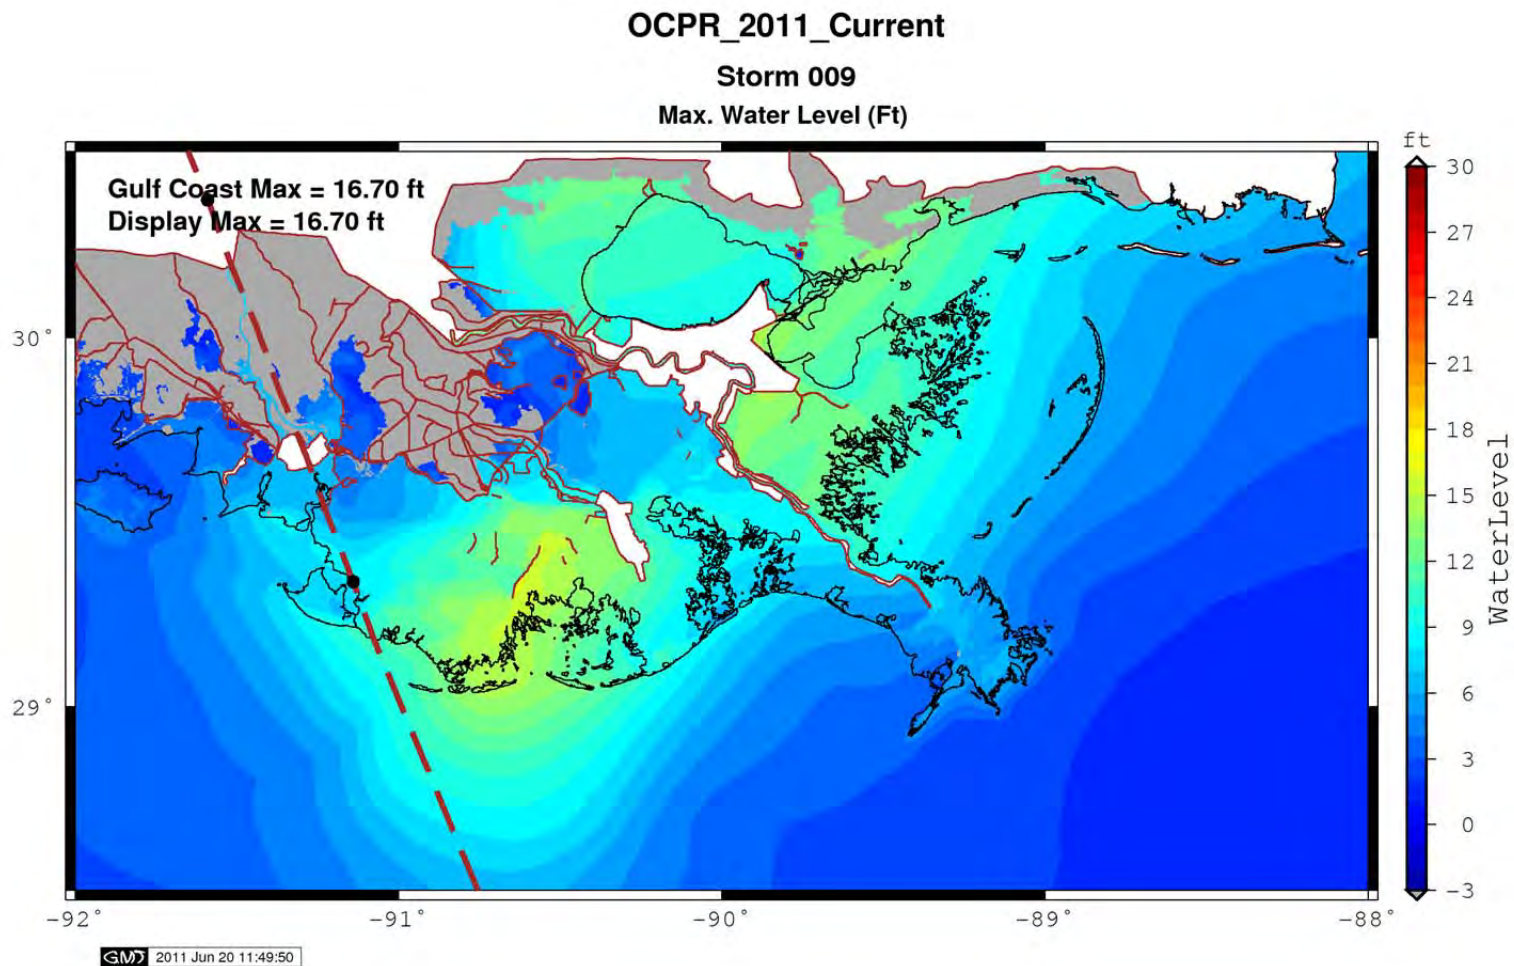 OCPR_2011_Current
Storm 009
Max. Water Level (Ft)
ft
Gulf Coast Max = 16.70 ft
Display Max = 16.70 ft
30
27
24
21
18
15
12
9
6
3
0
−3
WaterLevel
30°
29°
−92° −91° −90° −89° −88°
GMT 2011 Jun 20 11:49:50